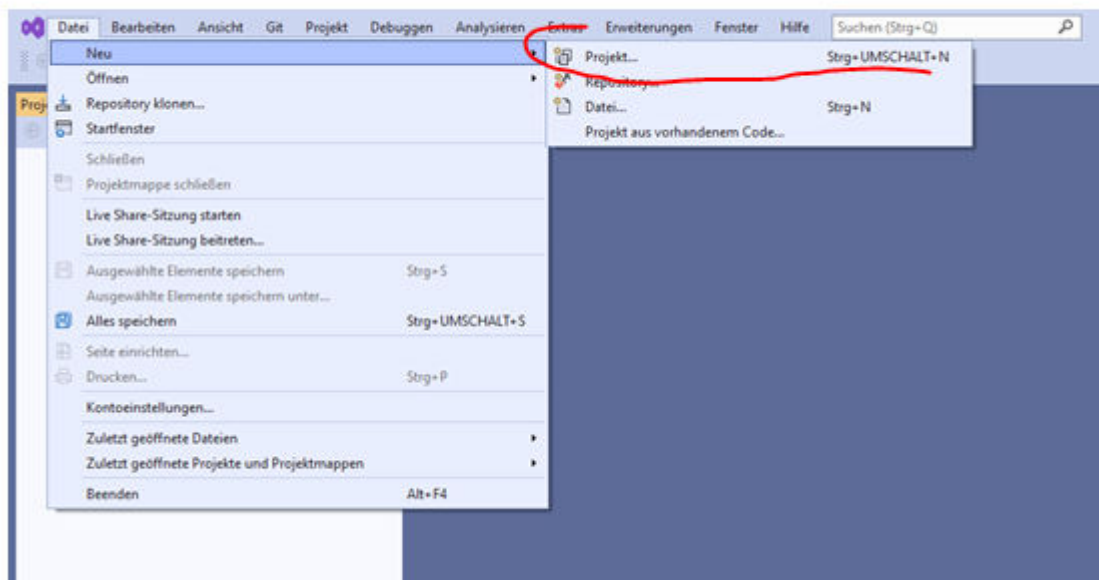 Datei Bearbeiten Ansicht Git Projekt Debuggen Analysieren Extras Erweiterungen Fenster Hilfe Suchen (Strg+Q)
Neu
Projekt... Strg+UMSCHALT+N
Öffnen
Repository...
Proj
Repository klonen...
Datei... Strg+N
Startfenster
Projekt aus vorhandenem Code...
Schließen
Projektmappe schließen
Live Share-Sitzung starten
Live Share-Sitzung beitreten...
Ausgewählte Elemente speichern Strg+S
Ausgewählte Elemente speichern unter...
Alles speichern Strg+UMSCHALT+S
Seite einrichten...
Drucken... Strg+P
Kontoeinstellungen...
Zuletzt geöffnete Dateien
Zuletzt geöffnete Projekte und Projektmappen
Beenden Alt+F4